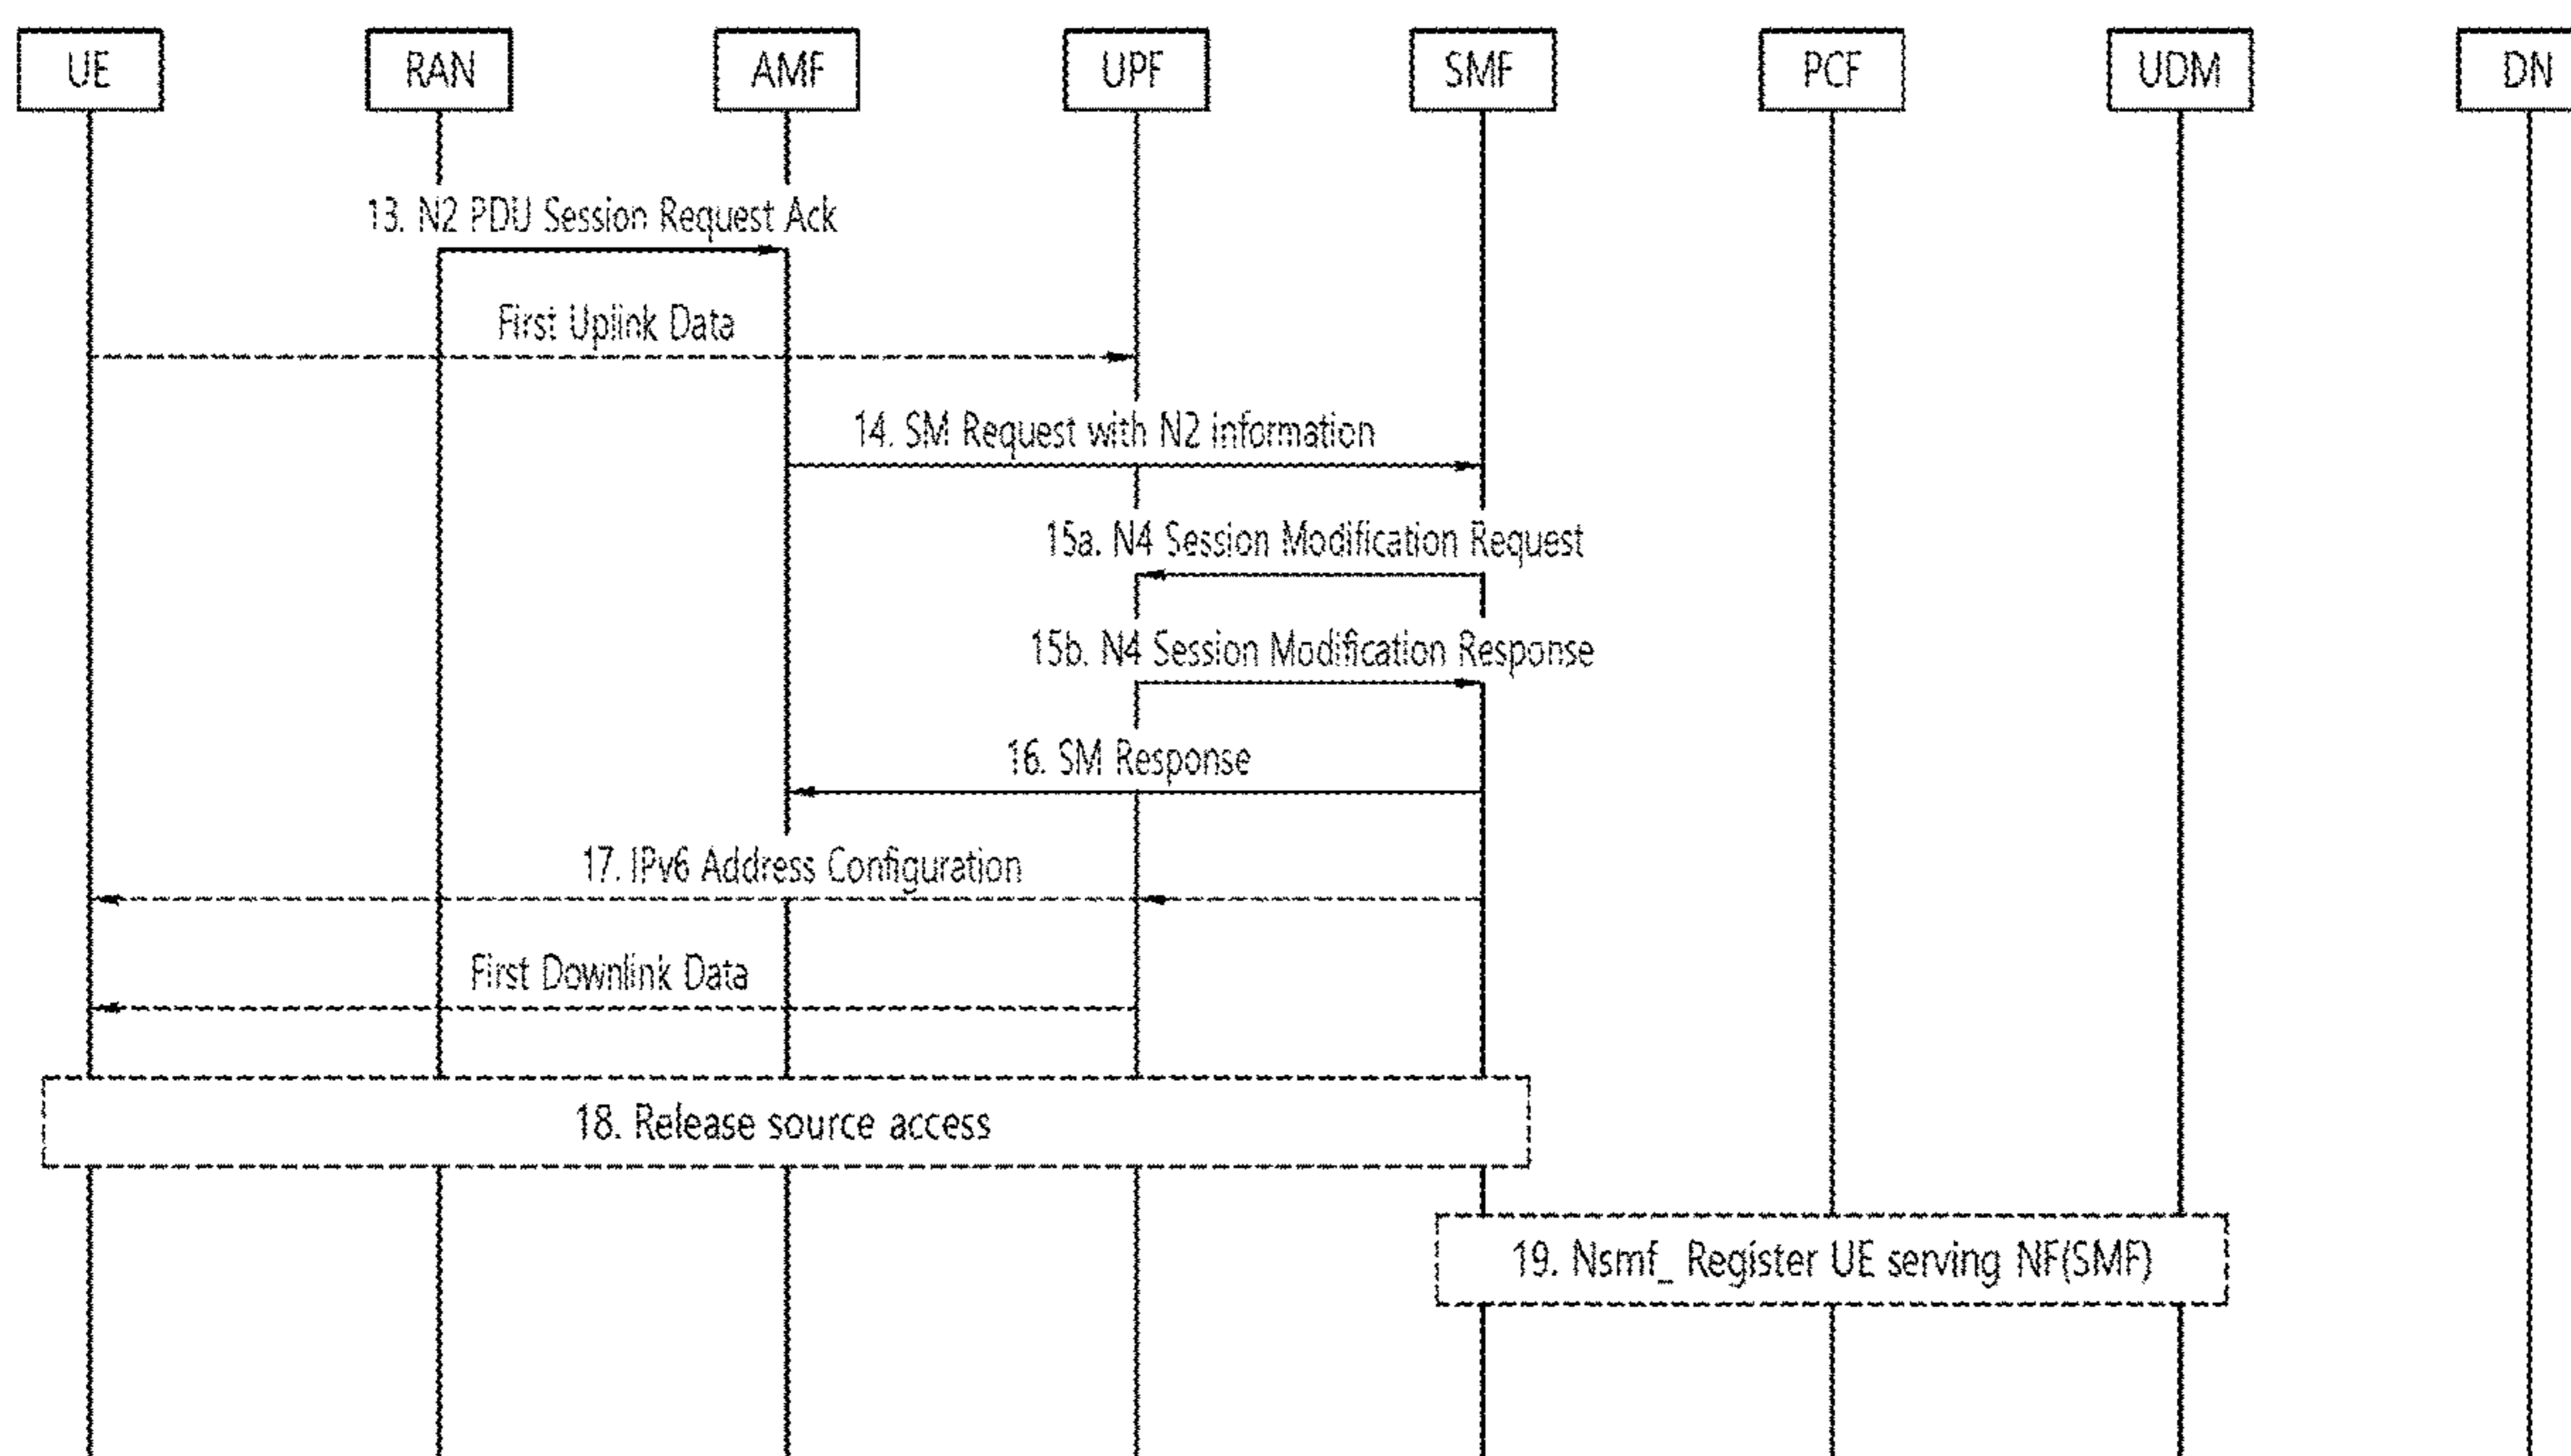 UE
RAN
AMF
UPF
SMF
PCF
UDM
DN
13. N2 PDU Session Request Ack
First Uplink Data
14. SM Request with N2 information
15a. N4 Session Modification Request
15b. N4 Session Modification Response
16. SM Response
17. IPv6 Address Configuration
First Downlink Data
18. Release source access
19. Nsmf_ Register UE serving NF(SMF)